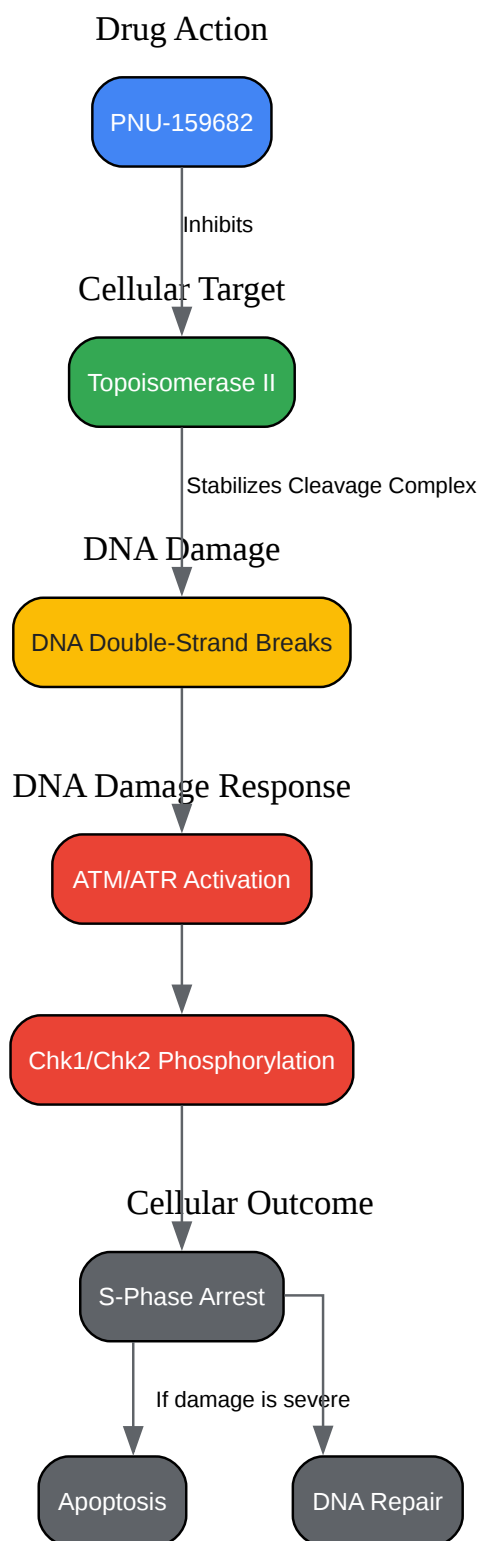 Drug Action
PNU-159682
Inhibits
Cellular Target
Topoisomerase II
Stabilizes Cleavage Complex
DNA Damage
DNA Double-Strand Breaks
DNA Damage Response
ATM/ATR Activation
Chk1/Chk2 Phosphorylation
Cellular Outcome
S-Phase Arrest
If damage is severe
Apoptosis
DNA Repair